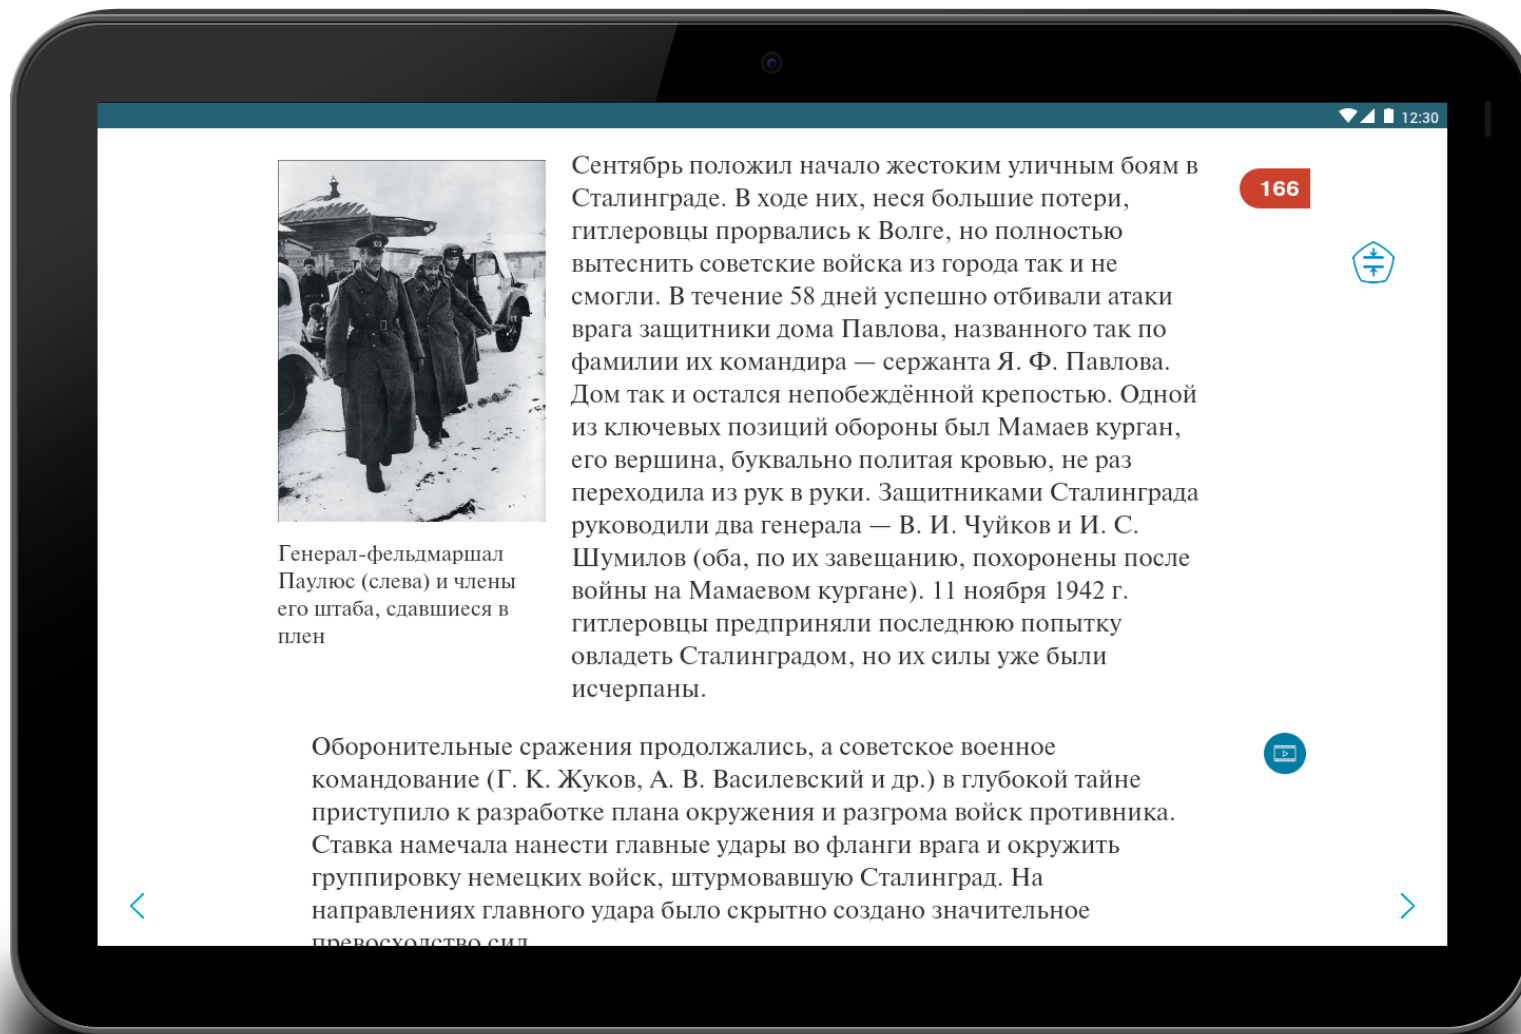 12:30
Сентябрь положил начало жестоким уличным боям в
Сталинграде. В ходе них, неся большие потери,
гитлеровцы прорвались к Волге, но полностью
вытеснить советские войска из города так и не
смогли. В течение 58 дней успешно отбивали атаки
врага защитники дома Павлова, названного так по
фамилии их командира — сержанта Я. Ф. Павлова.
Дом так и остался непобеждённой крепостью. Одной
из ключевых позиций обороны был Мамаев курган,
его вершина, буквально политая кровью, не раз
переходила из рук в руки. Защитниками Сталинграда
руководили два генерала — В. И. Чуйков и И. С.
Шумилов (оба, по их завещанию, похоронены после
войны на Мамаевом кургане). 11 ноября 1942 г.
гитлеровцы предприняли последнюю попытку
овладеть Сталинградом, но их силы уже были
исчерпаны.
166
Генерал-фельдмаршал
Паулюс (слева) и члены
его штаба, сдавшиеся в
плен
Оборонительные сражения продолжались, а советское военное
командование (Г. К. Жуков, А. В. Василевский и др.) в глубокой тайне
приступило к разработке плана окружения и разгрома войск противника.
Ставка намечала нанести главные удары во фланги врага и окружить
группировку немецких войск, штурмовавшую Сталинград. На
направлениях главного удара было скрытно создано значительное
превосходство сил